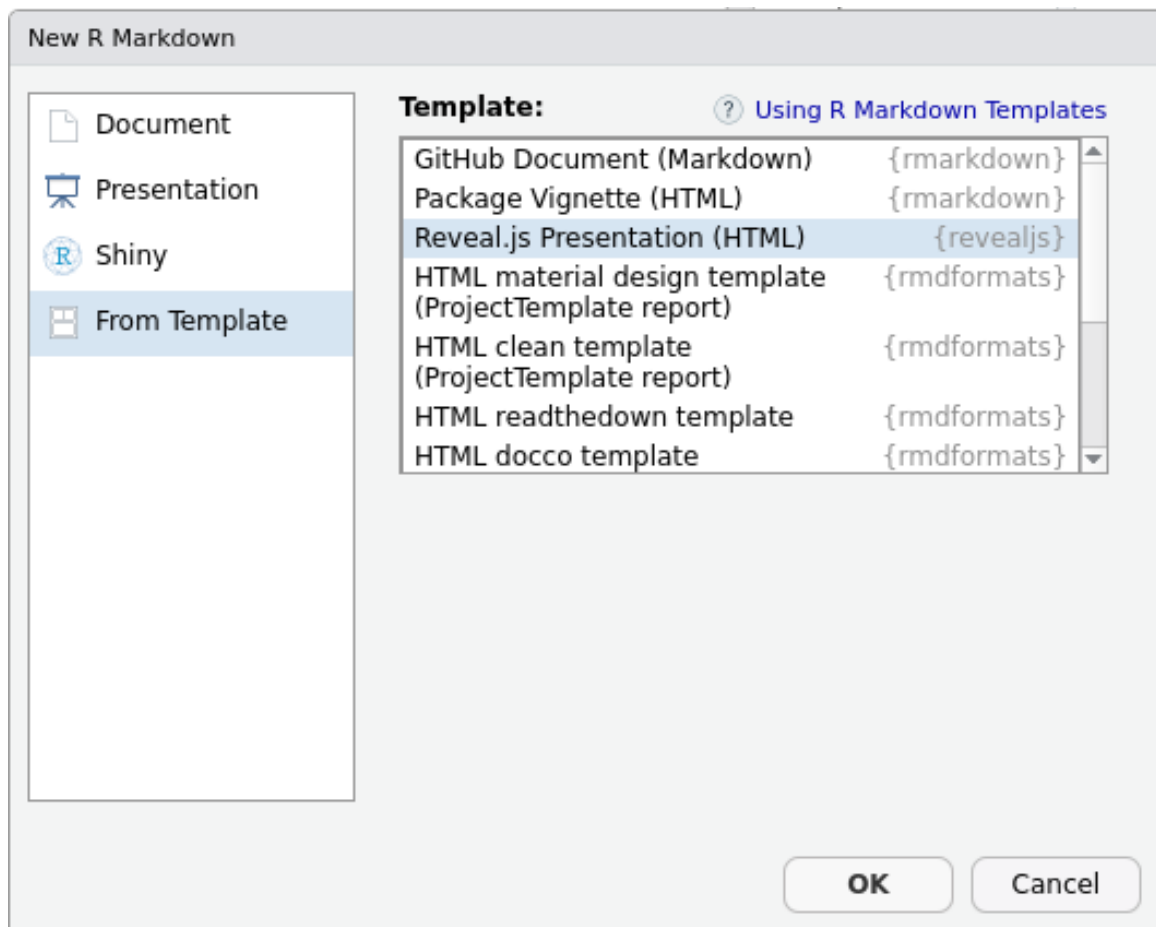 New R Markdown
Document
Presentation
R Shiny
From Template
Template:
? Using R Markdown Templates
GitHub Document (Markdown) {rmarkdown}
Package Vignette (HTML) {rmarkdown}
Reveal.js Presentation (HTML) {revealjs}
HTML material design template {rmdformats}
(ProjectTemplate report)
HTML clean template {rmdformats}
(ProjectTemplate report)
HTML readthedown template {rmdformats}
HTML docco template {rmdformats}
OK Cancel